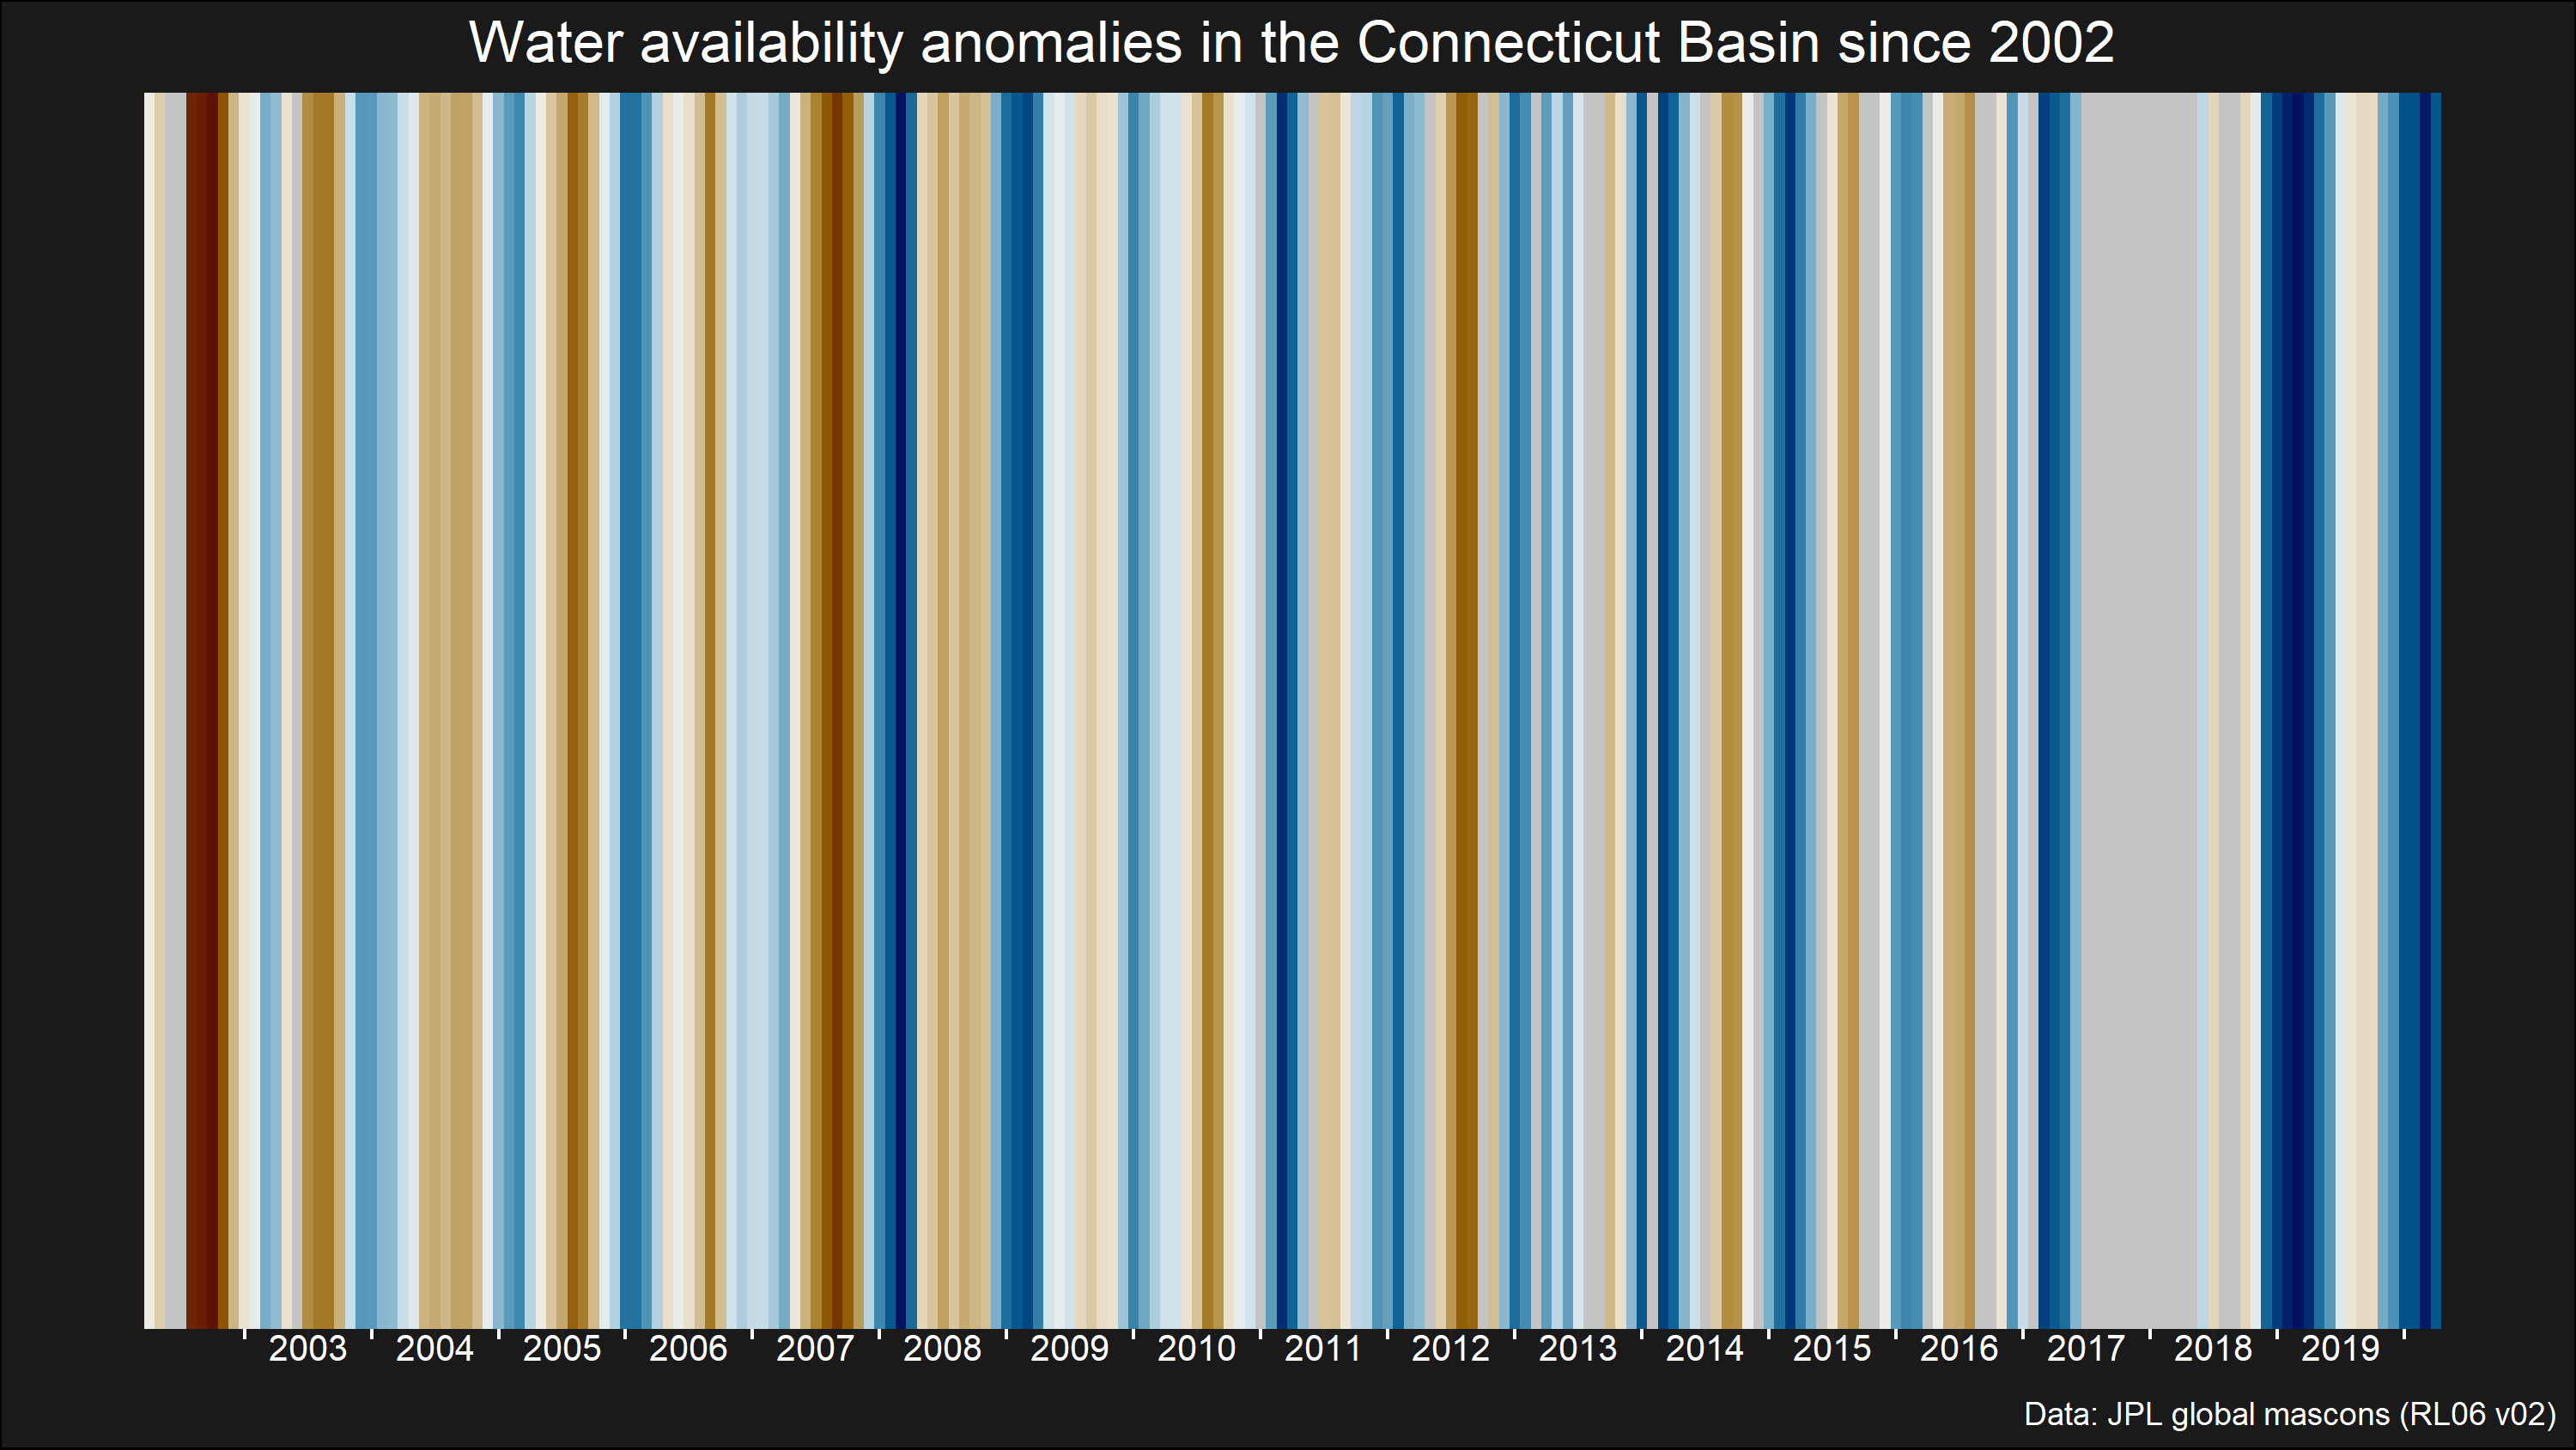 Water availability anomalies in the Connecticut Basin since 2002
2003 2004 2005 2006 2007 2008 2009 2010 2011 2012 2013 2014 2015 2016 2017 2018 2019
Data: JPL global mascons (RL06 v02)